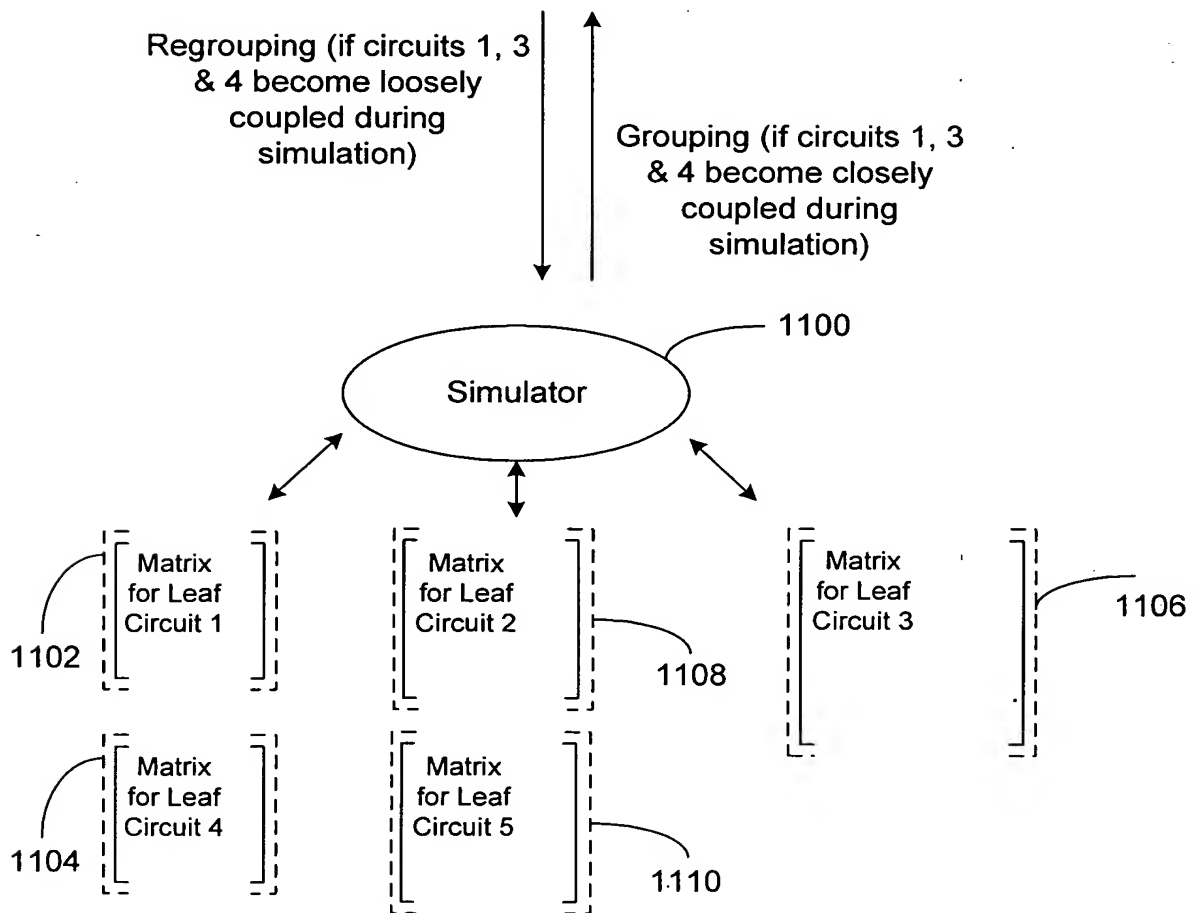 Regrouping (if circuits 1, 3
& 4 become loosely
coupled during
simulation)
Grouping (if circuits 1, 3
& 4 become closely
coupled during
simulation)
1100
Simulator
Matrix
for Leaf
Circuit 1
1102
Matrix
for Leaf
Circuit 2
1108
Matrix
for Leaf
Circuit 3
1106
Matrix
for Leaf
Circuit 4
1104
Matrix
for Leaf
Circuit 5
1110